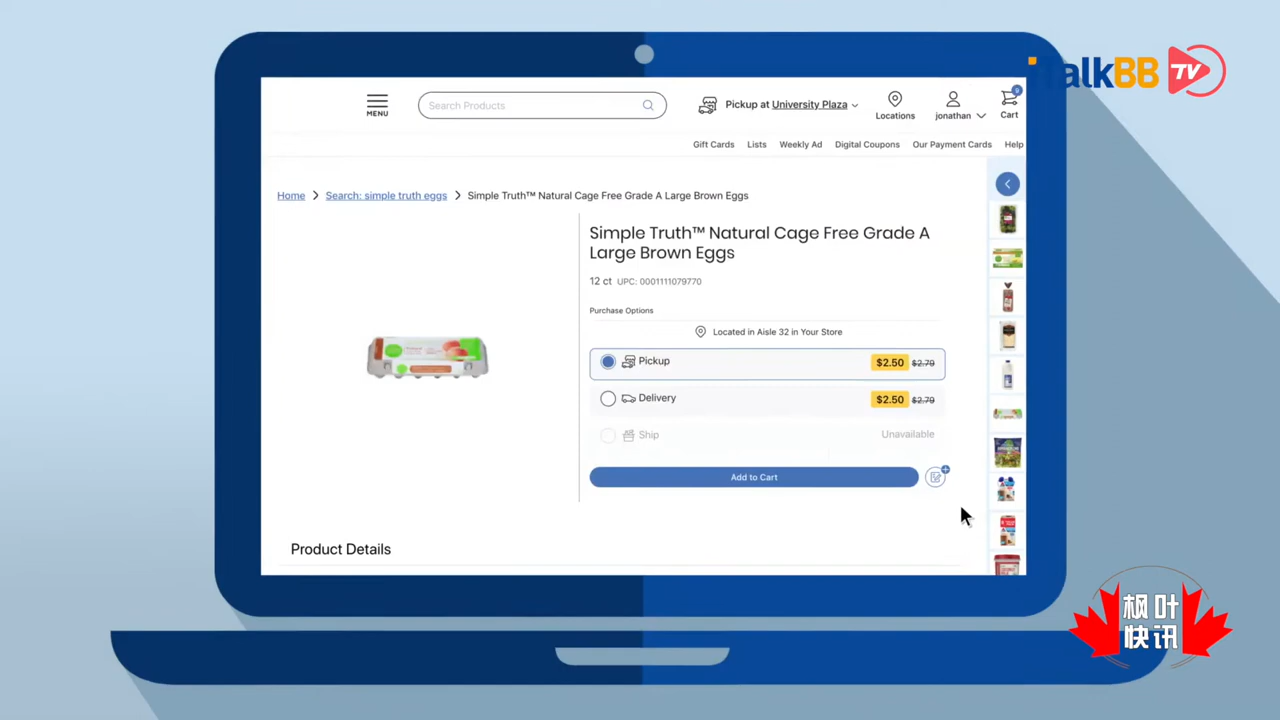 iTalkBB TV
MENU
Search Products
Pickup at University Plaza
Locations
jonathan
9
Cart
Gift Cards
Lists
Weekly Ad
Digital Coupons
Our Payment Cards
Help
Home > Search: simple truth eggs > Simple Truth™ Natural Cage Free Grade A Large Brown Eggs
Simple Truth™ Natural Cage Free Grade A
Large Brown Eggs
12 ct UPC: 0001111079770
Purchase Options
Located in Aisle 32 in Your Store
Pickup $2.50 $2.79
Delivery $2.50 $2.79
Ship Unavailable
Add to Cart
Product Details
枫叶
快讯